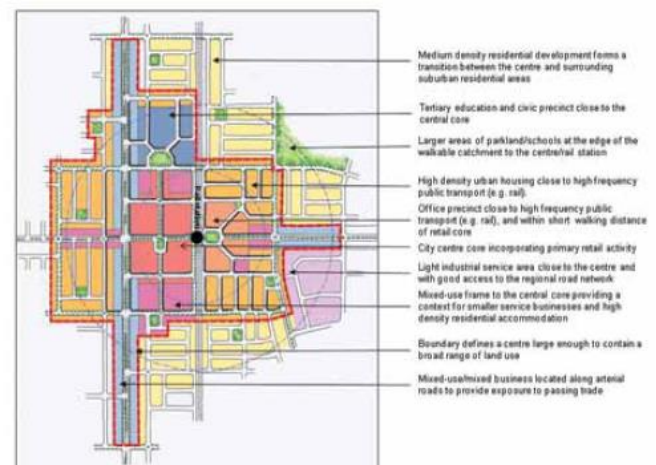 Medium density residential development forms a
transition between the centre and surrounding
suburban residential areas
Tertiary education and civic precinct close to the
central core
Larger areas of parkland/schools at the edge of the
walkable catchment to the centre/rail station
High density urban housing close to high frequency
public transport (e.g. rail).
Office precinct close to high frequency public
transport (e.g. rail), and within short walking distance
of retail core
City centre core incorporating primary retail activity
Light industrial service area close to the centre and
with good access to the regional road network
Mixed-use frame to the central core providing a
context for smaller service businesses and high
density residential accommodation
Boundary defines a centre large enough to contain a
broad range of land use
Mixed-use/mixed business located along arterial
roads to provide exposure to passing trade